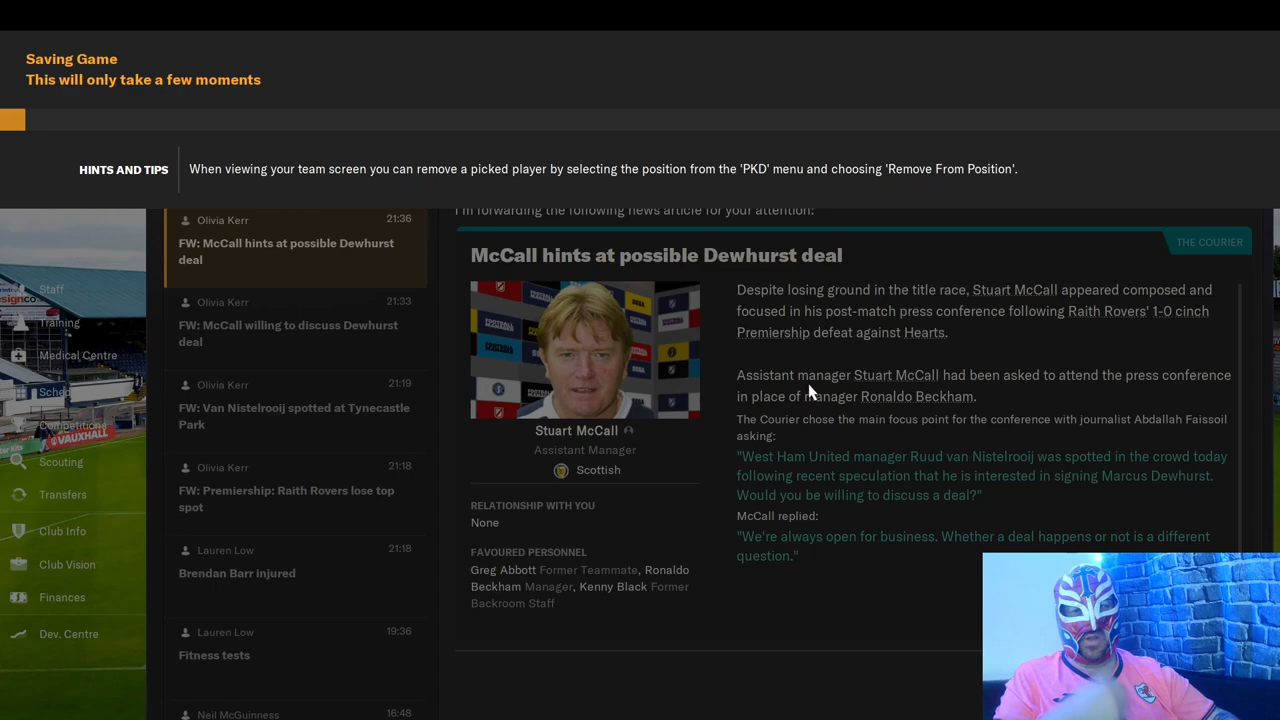 Saving Game
This will only take a few moments
HINTS AND TIPS
When viewing your team screen you can remove a picked player by selecting the position from the 'PKD' menu and choosing 'Remove From Position'.
Staff
Training
Medical Centre
Sched
Competitions
Scouting
Transfers
Club Info
Club Vision
Finances
Dev. Centre
VAUXHALL
Olivia Kerr 21:36
FW: McCall hints at possible Dewhurst
deal
Olivia Kerr 21:33
FW: McCall willing to discuss Dewhurst
deal
Olivia Kerr 21:19
FW: Van Nistelrooij spotted at Tynecastle
Park
Olivia Kerr 21:18
FW: Premiership: Raith Rovers lose top
spot
Lauren Low 21:18
Brendan Barr injured
Lauren Low 19:36
Fitness tests
Neil McGuinness 16:48
I'm forwarding the following news article for your attention:
THE COURIER
McCall hints at possible Dewhurst deal
Stuart McCall
Assistant Manager
Scottish
RELATIONSHIP WITH YOU
None
FAVOURED PERSONNEL
Greg Abbott Former Teammate, Ronaldo
Beckham Manager, Kenny Black Former
Backroom Staff
Despite losing ground in the title race, Stuart McCall appeared composed and
focused in his post-match press conference following Raith Rovers' 1-0 cinch
Premiership defeat against Hearts.
Assistant manager Stuart McCall had been asked to attend the press conference
in place of manager Ronaldo Beckham.
The Courier chose the main focus point for the conference with journalist Abdallah Faissoil
asking:
"West Ham United manager Ruud van Nistelrooij was spotted in the crowd today
following recent speculation that he is interested in signing Marcus Dewhurst.
Would you be willing to discuss a deal?"
McCall replied:
"We're always open for business. Whether a deal happens or not is a different
question."